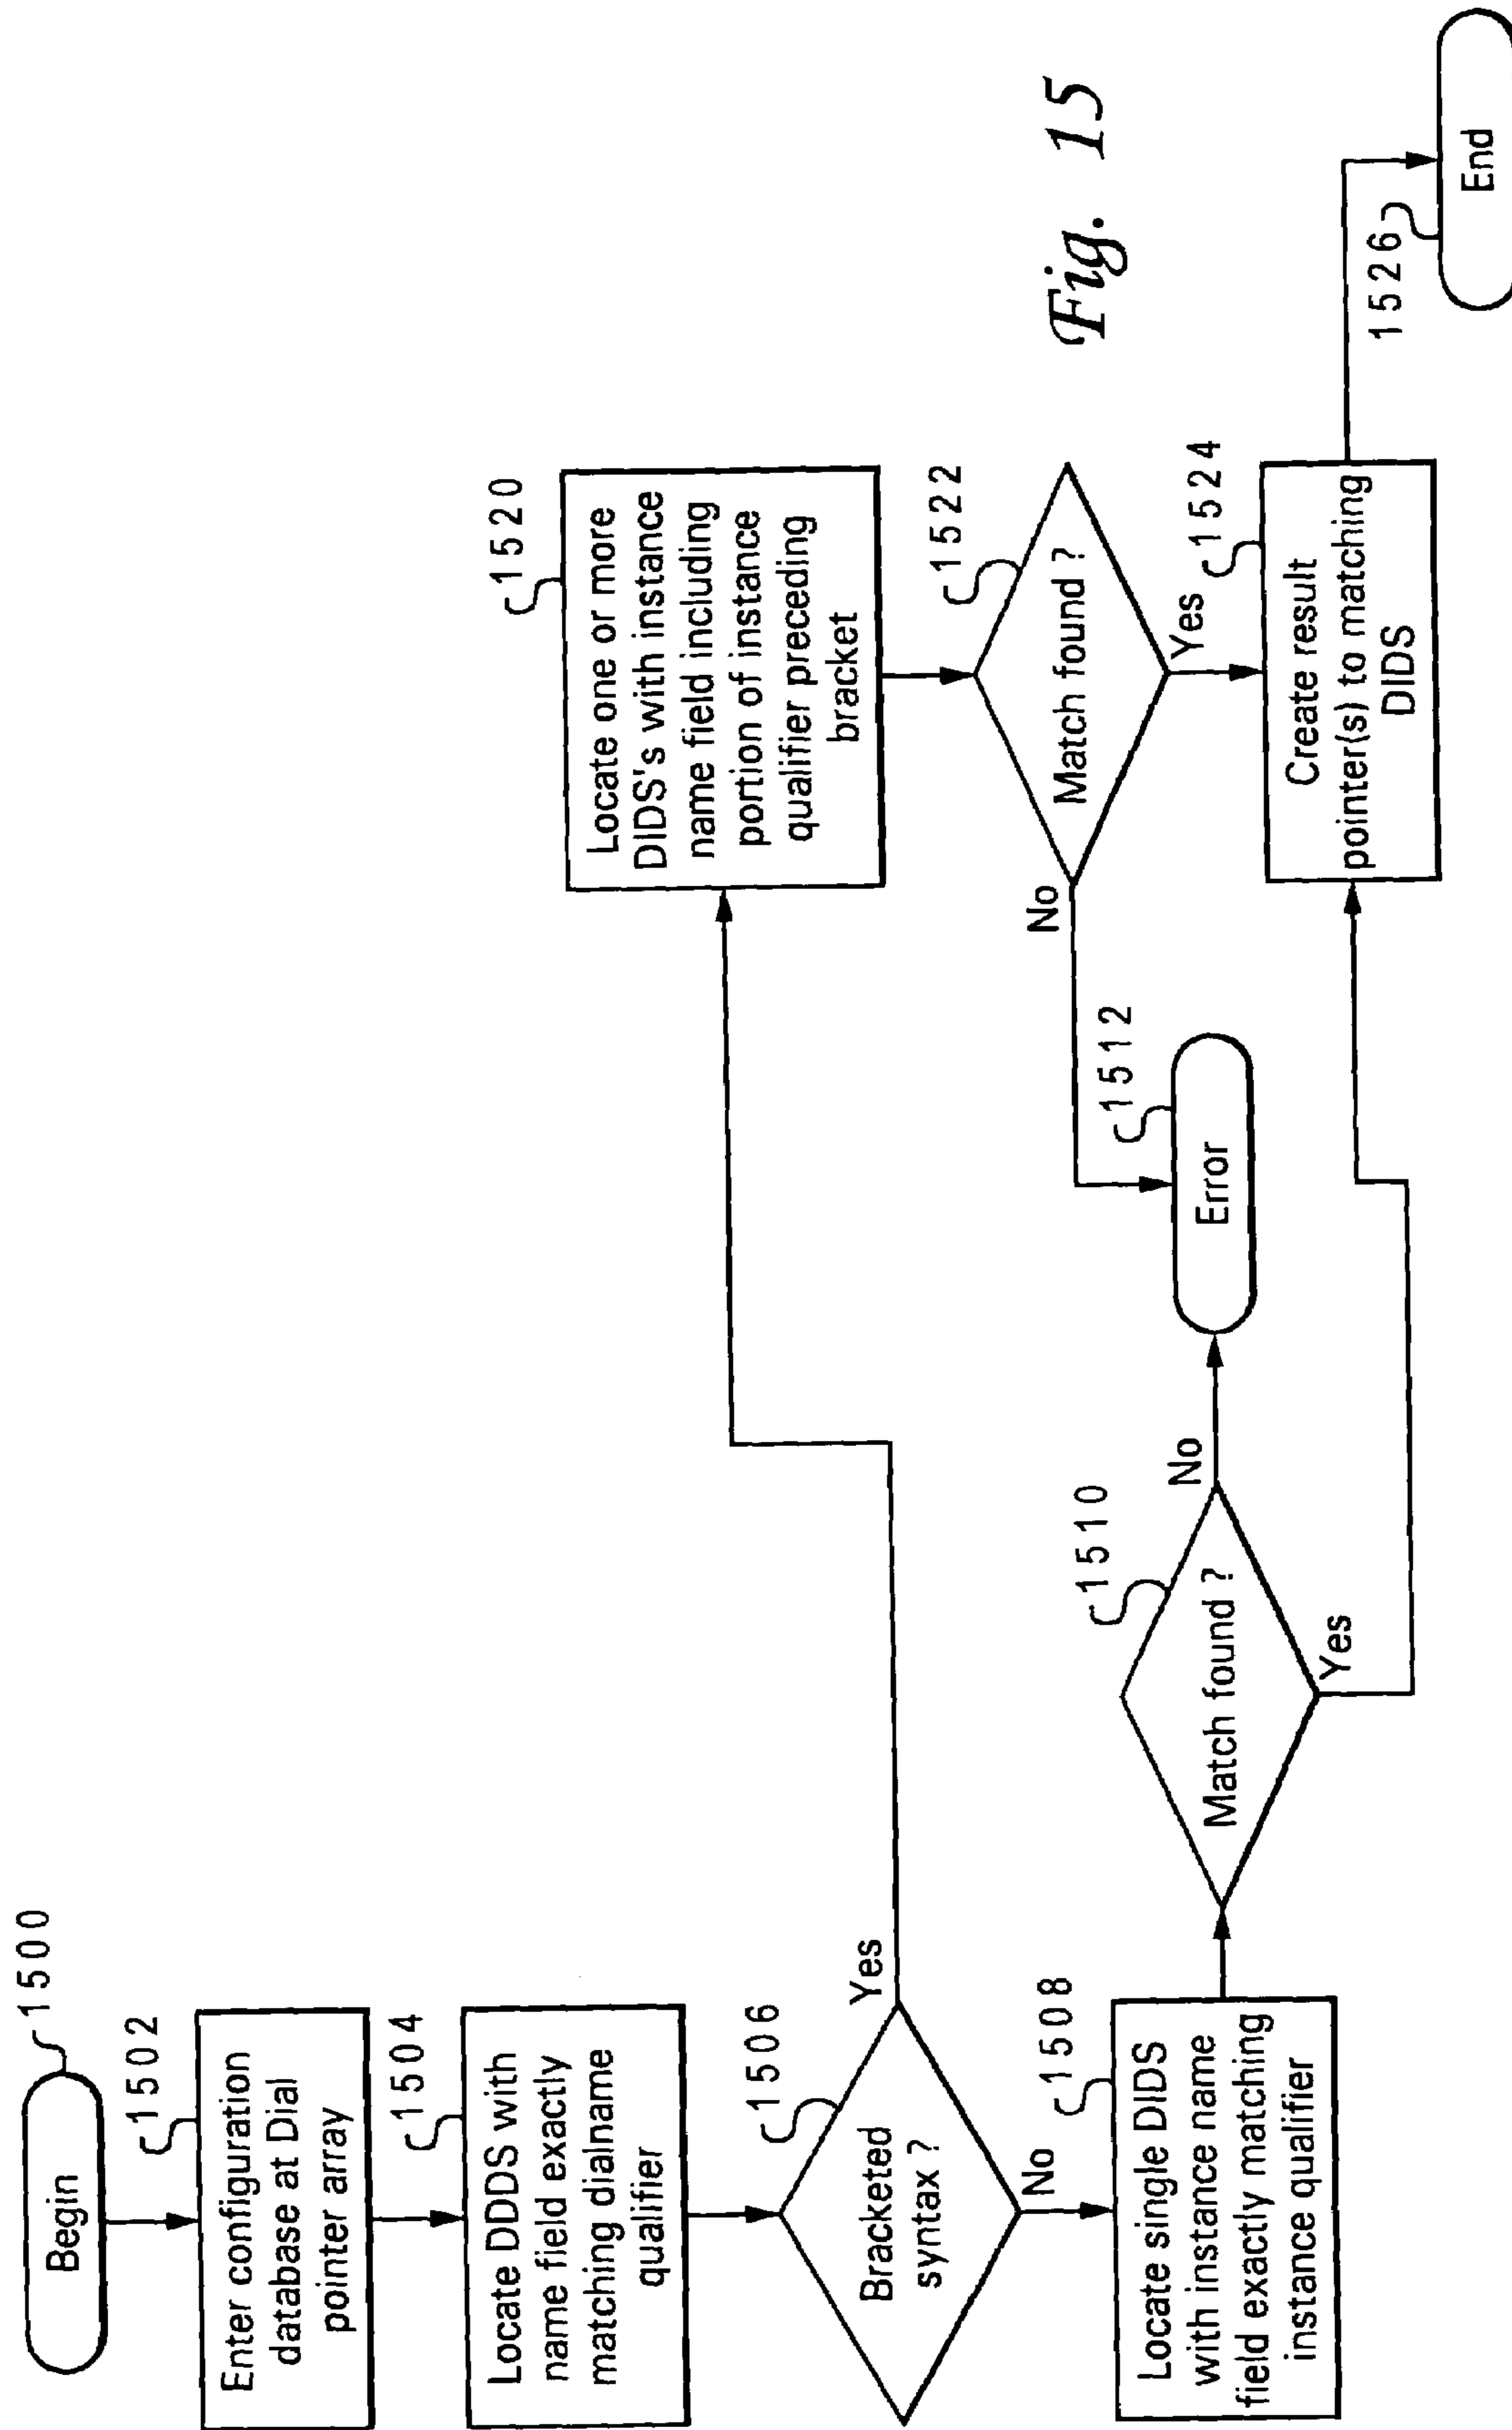 Begin
1500
1502
Enter configuration
database at Dial
pointer array
1504
Locate DDDS with
name field exactly
matching dialname
qualifier
1506
Bracketed
syntax ?
Yes
No
1508
Locate single DIDS
with instance name
field exactly matching
instance qualifier
1510
Match found ?
No
Yes
1512
Error
1520
Locate one or more
DIDS's with instance
name field including
portion of instance
qualifier preceding
bracket
1522
Match found ?
No
Yes
1524
Create result
pointer(s) to matching
DIDS
1526
End
Fig. 15